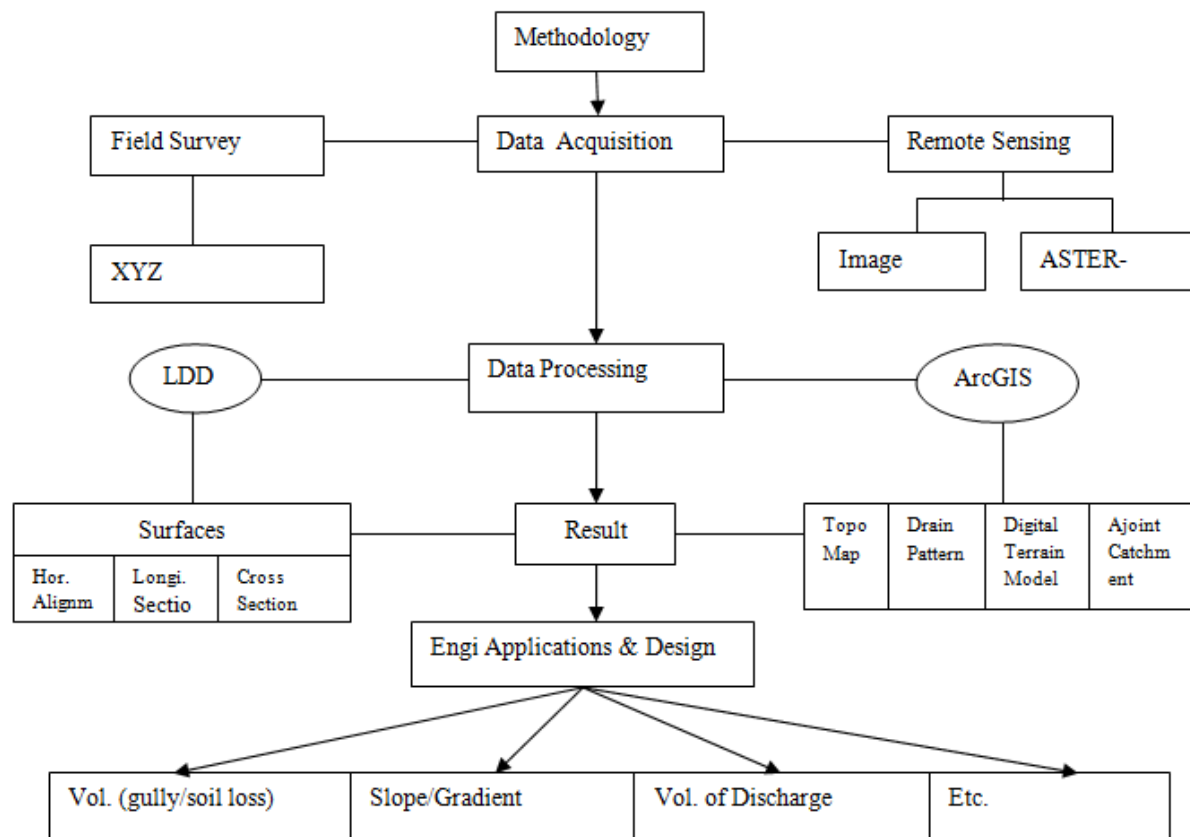 Methodology
Field Survey
Data Acquisition
Remote Sensing
XYZ
Image
ASTER-
LDD
Data Processing
ArcGIS
Surfaces
Hor.
Alignm
Longi.
Sectio
Cross
Section
Result
Topo
Map
Drain
Pattern
Digital
Terrain
Model
Ajoint
Catchm
ent
Engi Applications & Design
Vol. (gully/soil loss)
Slope/Gradient
Vol. of Discharge
Etc.